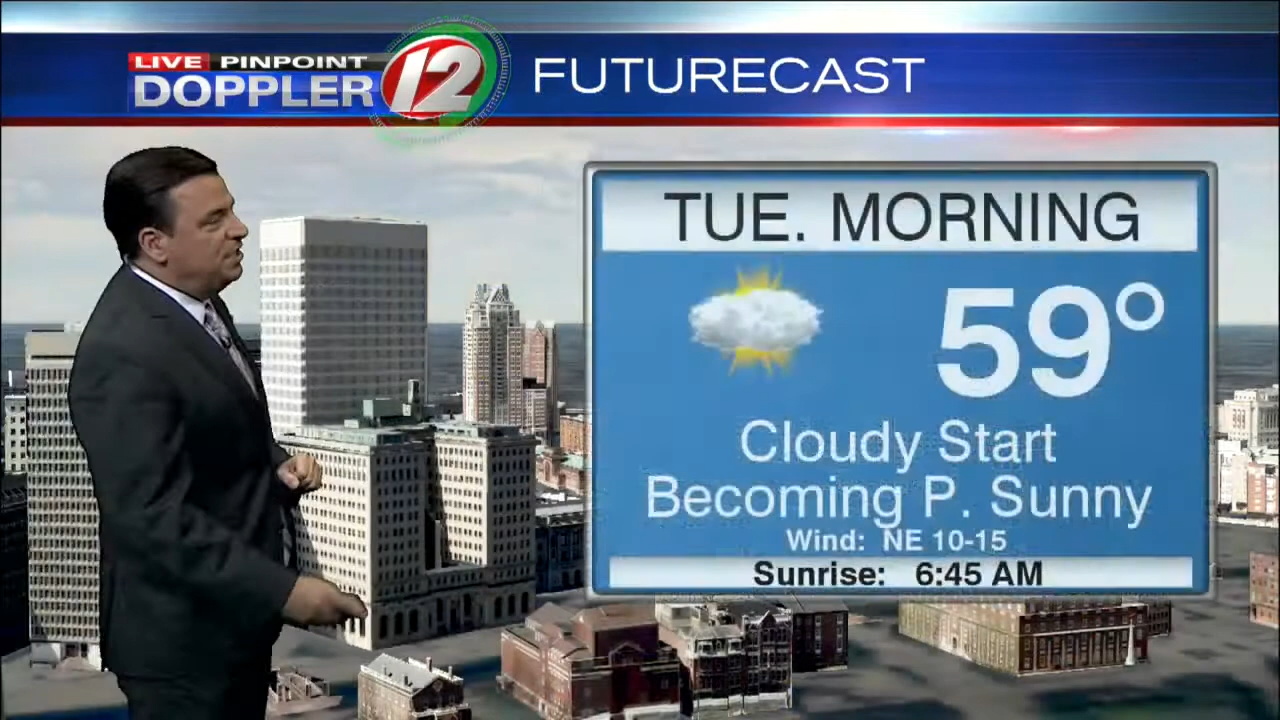 LIVE PINPOINT
DOPPLER 12
FUTURECAST
TUE. MORNING
59°
Cloudy Start
Becoming P. Sunny
Wind: NE 10-15
Sunrise: 6:45 AM